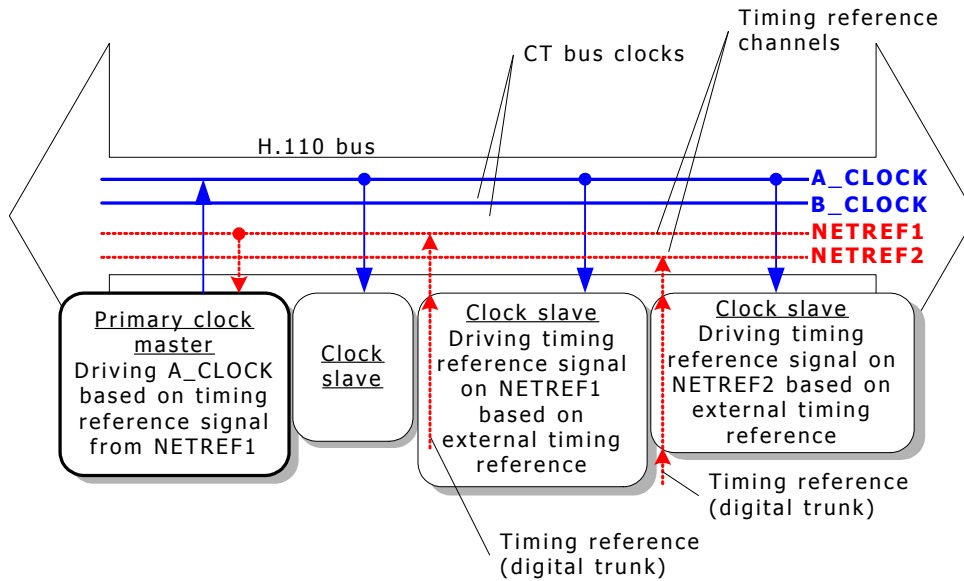 Timing reference
channels
CT bus clocks
H.110 bus
A_CLOCK
B_CLOCK
NETREF1
NETREF2
Primary clock
master
Driving A_CLOCK
based on timing
reference signal
from NETREF1
Clock
slave
Clock slave
Driving timing
reference signal
on NETREF1
based on
external timing
reference
Clock slave
Driving timing
reference signal on
NETREF2 based on
external timing
reference
Timing reference
(digital trunk)
Timing reference
(digital trunk)